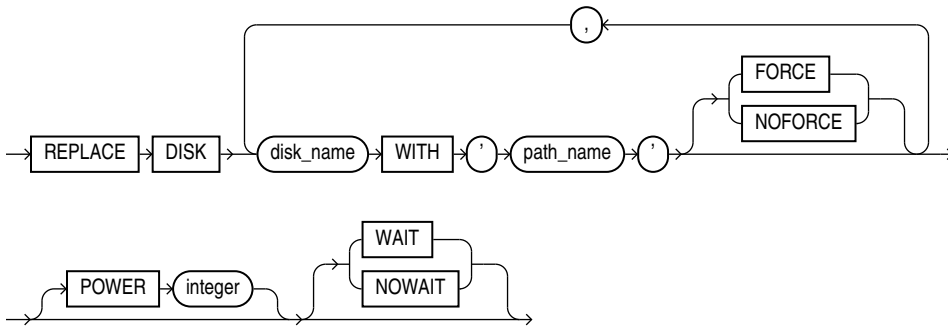 ,
FORCE
NOFORCE
REPLACE DISK disk_name WITH ' path_name '
WAIT
NOWAIT
POWER integer